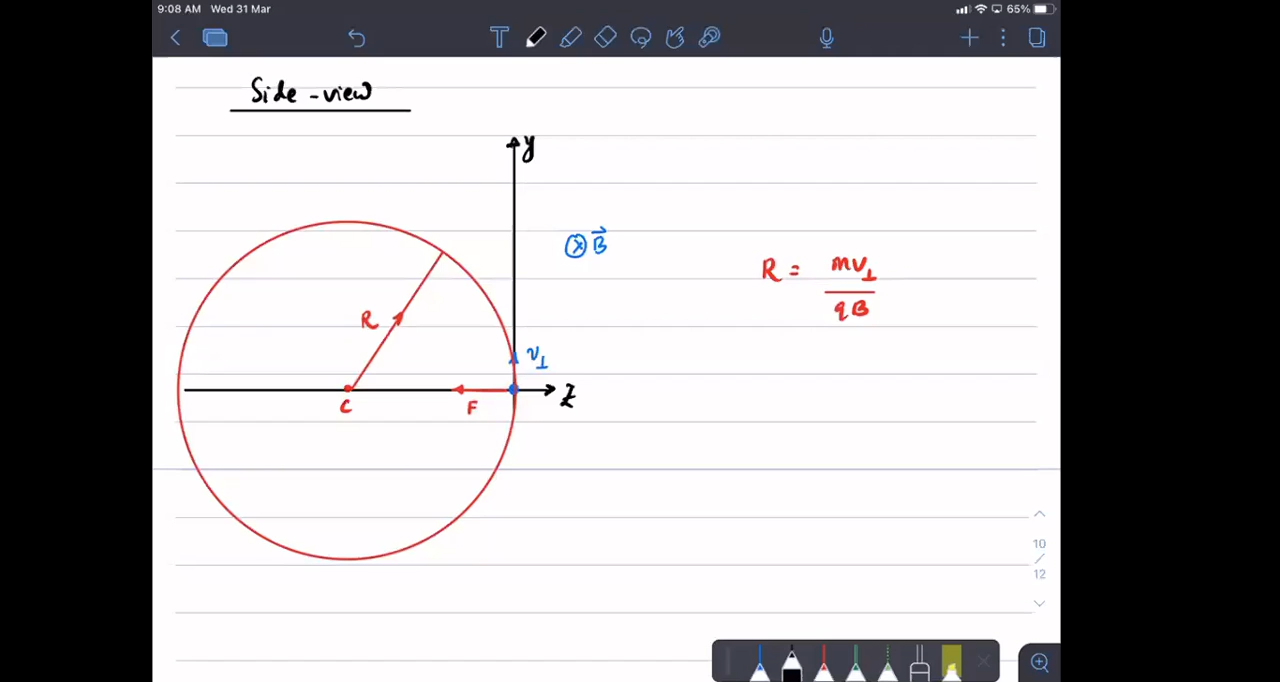 9:08 AM Wed 31 Mar
65%
T
Side-view
y
ⓧ B⃗
R = mv⊥
qB
R
v⊥
C
F
z
10
/
12